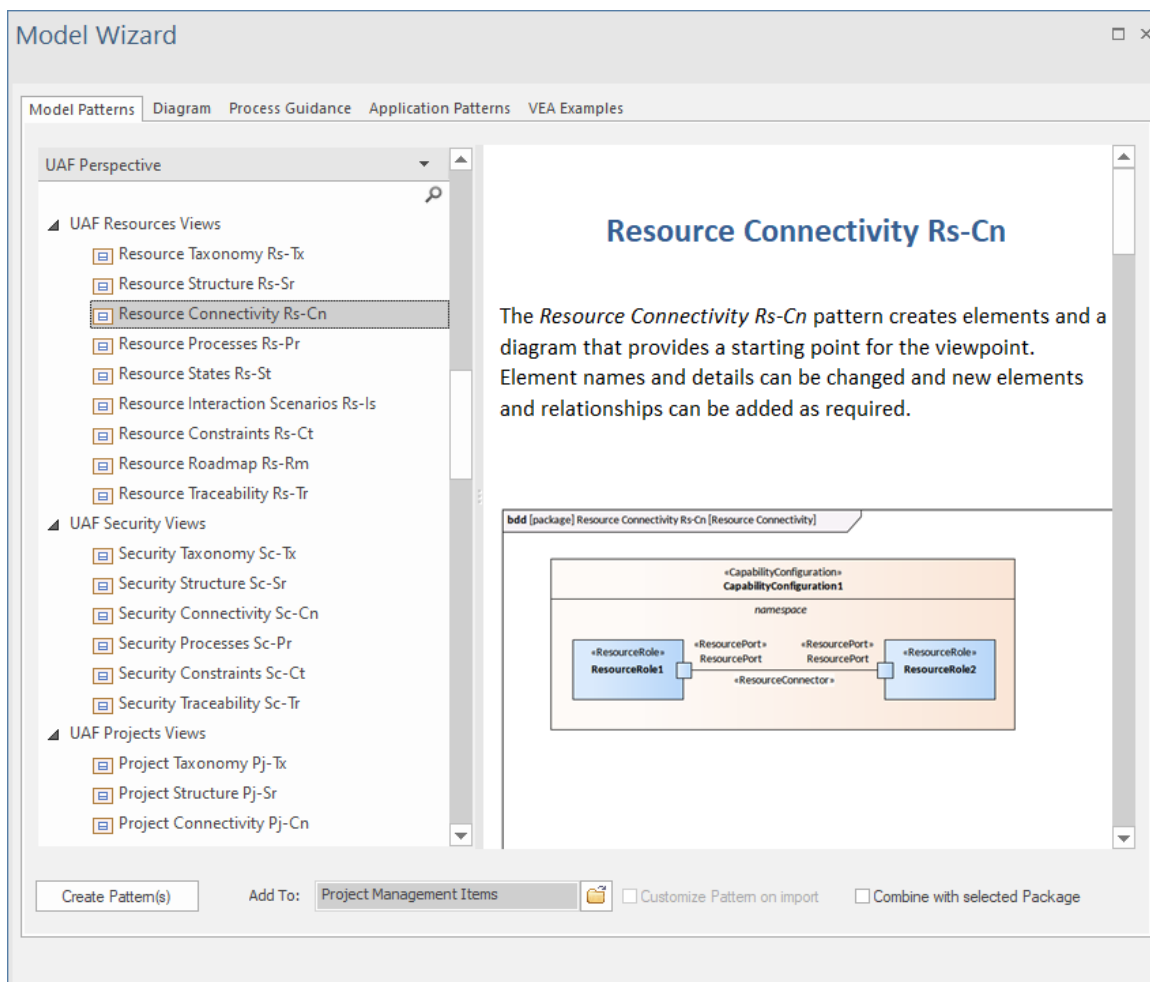 Model Wizard
Model Patterns Diagram Process Guidance Application Patterns VEA Examples
UAF Perspective
UAF Resources Views
Resource Taxonomy Rs-Tx
Resource Structure Rs-Sr
Resource Connectivity Rs-Cn
Resource Processes Rs-Pr
Resource States Rs-St
Resource Interaction Scenarios Rs-Is
Resource Constraints Rs-Ct
Resource Roadmap Rs-Rm
Resource Traceability Rs-Tr
UAF Security Views
Security Taxonomy Sc-Tx
Security Structure Sc-Sr
Security Connectivity Sc-Cn
Security Processes Sc-Pr
Security Constraints Sc-Ct
Security Traceability Sc-Tr
UAF Projects Views
Project Taxonomy Pj-Tx
Project Structure Pj-Sr
Project Connectivity Pj-Cn
Resource Connectivity Rs-Cn
The Resource Connectivity Rs-Cn pattern creates elements and a
diagram that provides a starting point for the viewpoint.
Element names and details can be changed and new elements
and relationships can be added as required.
bdd [package] Resource Connectivity Rs-Cn [Resource Connectivity]
«CapabilityConfiguration»
CapabilityConfiguration1
namespace
«ResourceRole»
ResourceRole1
«ResourcePort»
ResourcePort
«ResourcePort»
ResourcePort
«ResourceConnector»
«ResourceRole»
ResourceRole2
Create Pattern(s) Add To: Project Management Items Customize Pattern on import Combine with selected Package